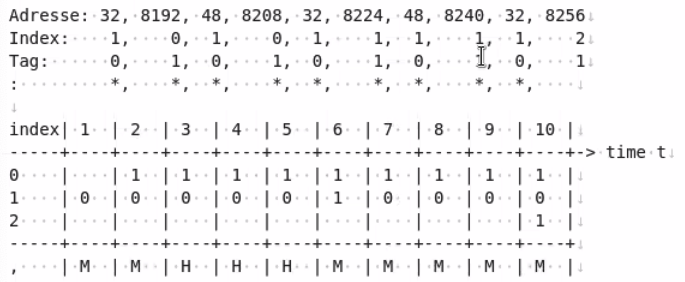 Adresse: 32, 8192, 48, 8208, 32, 8224, 48, 8240, 32, 8256
Index:    1,    0,  1,    0,  1,    1,  1,    1,  1,    2
Tag:      0,    1,  0,    1,  0,    1,  0,     ,  0,    1
:         *,    *,  *,    *,  *,    *,  *,    *,  *,
index| 1  | 2  | 3  | 4  | 5  | 6  | 7  | 8  | 9  | 10 |
-----+----+----+----+----+----+----+----+----+----+----+-> time t
0    |    | 1  | 1  | 1  | 1  | 1  | 1  | 1  | 1  | 1  |
1    | 0  | 0  | 0  | 0  | 0  | 1  | 0  | 0  | 0  | 0  |
2    |    |    |    |    |    |    |    |    |    | 1  |
-----+----+----+----+----+----+----+----+----+----+----+
,    | M  | M  | H  | H  | H  | M  | M  | M  | M  | M  |